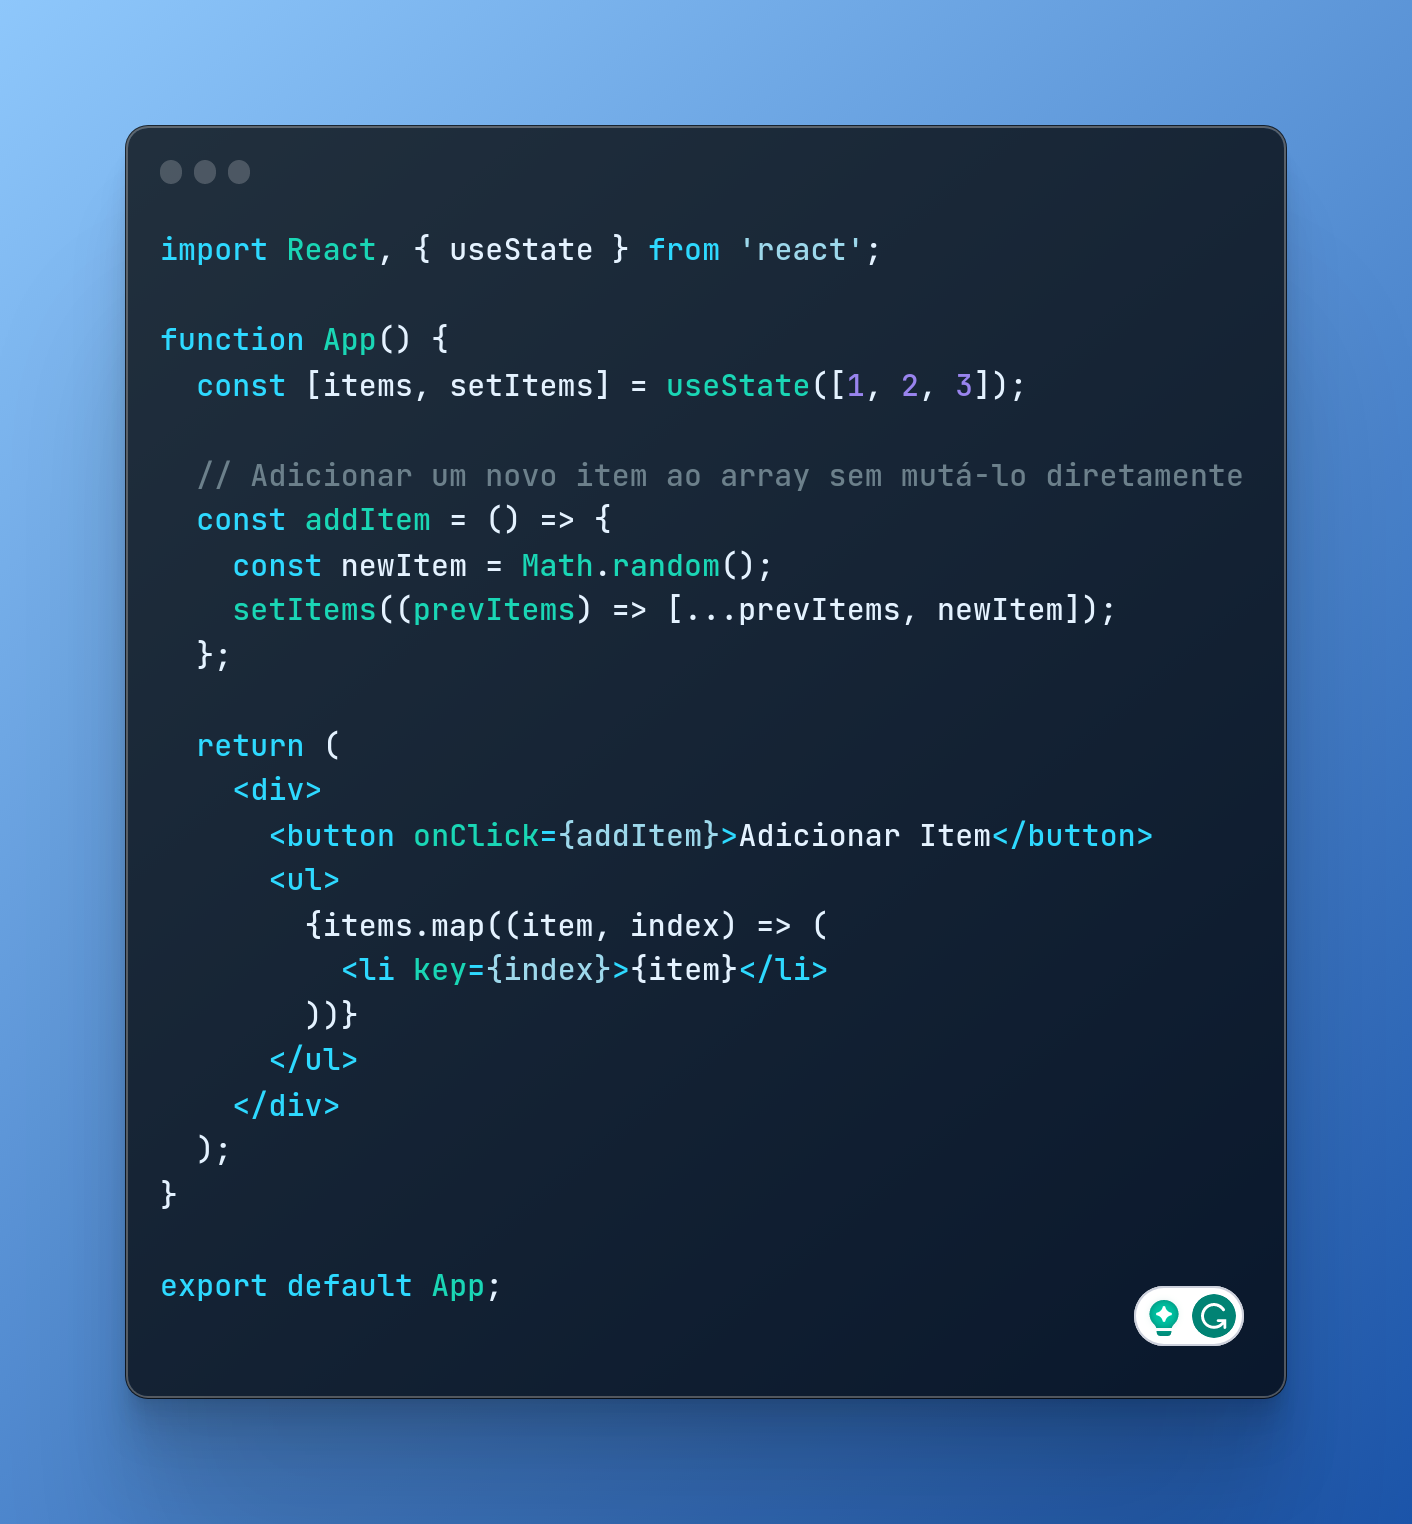 import React, { useState } from 'react';
function App() {
  const [items, setItems] = useState([1, 2, 3]);
  // Adicionar um novo item ao array sem mutá-lo diretamente
  const addItem = () => {
    const newItem = Math.random();
    setItems((prevItems) => [...prevItems, newItem]);
  };
  return (
    <div>
      <button onClick={addItem}>Adicionar Item</button>
      <ul>
        {items.map((item, index) => (
          <li key={index}>{item}</li>
        ))}
      </ul>
    </div>
  );
}
export default App;